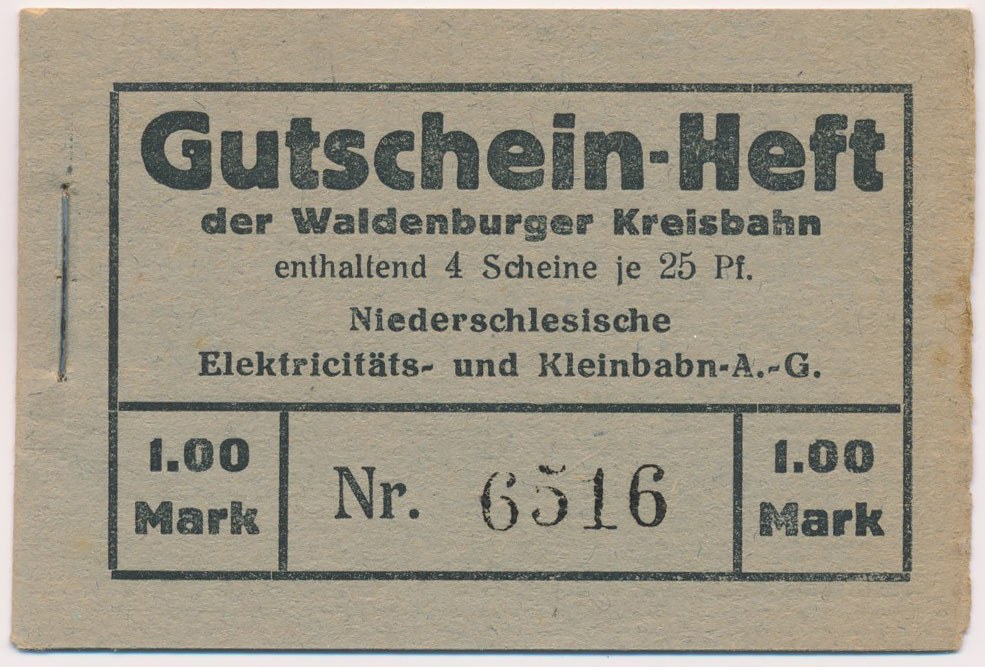 Gutschein-Heft
der Waldenburger Kreisbahn
enthaltend 4 Scheine je 25 Pf.
Niederschlesische
Elektricitäts- und Kleinbabn-A.-G.
1.00
Mark
Nr. 6516
1.00
Mark